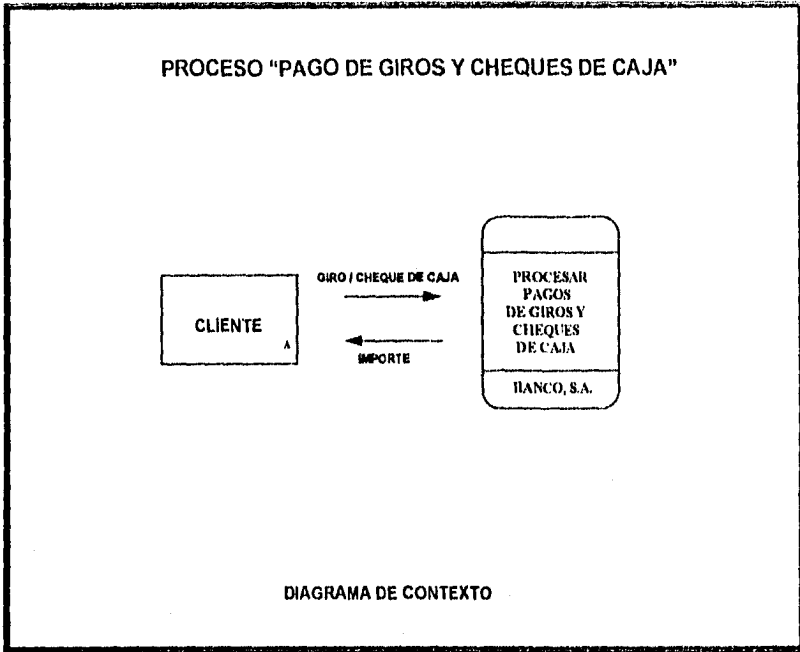 PROCESO "PAGO DE GIROS Y CHEQUES DE CAJA"
GIRO / CHEQUE DE CAJA
CLIENTE
A
IMPORTE
PROCESAR
PAGOS
DE GIROS Y
CHEQUES
DE CAJA
BANCO, S.A.
DIAGRAMA DE CONTEXTO